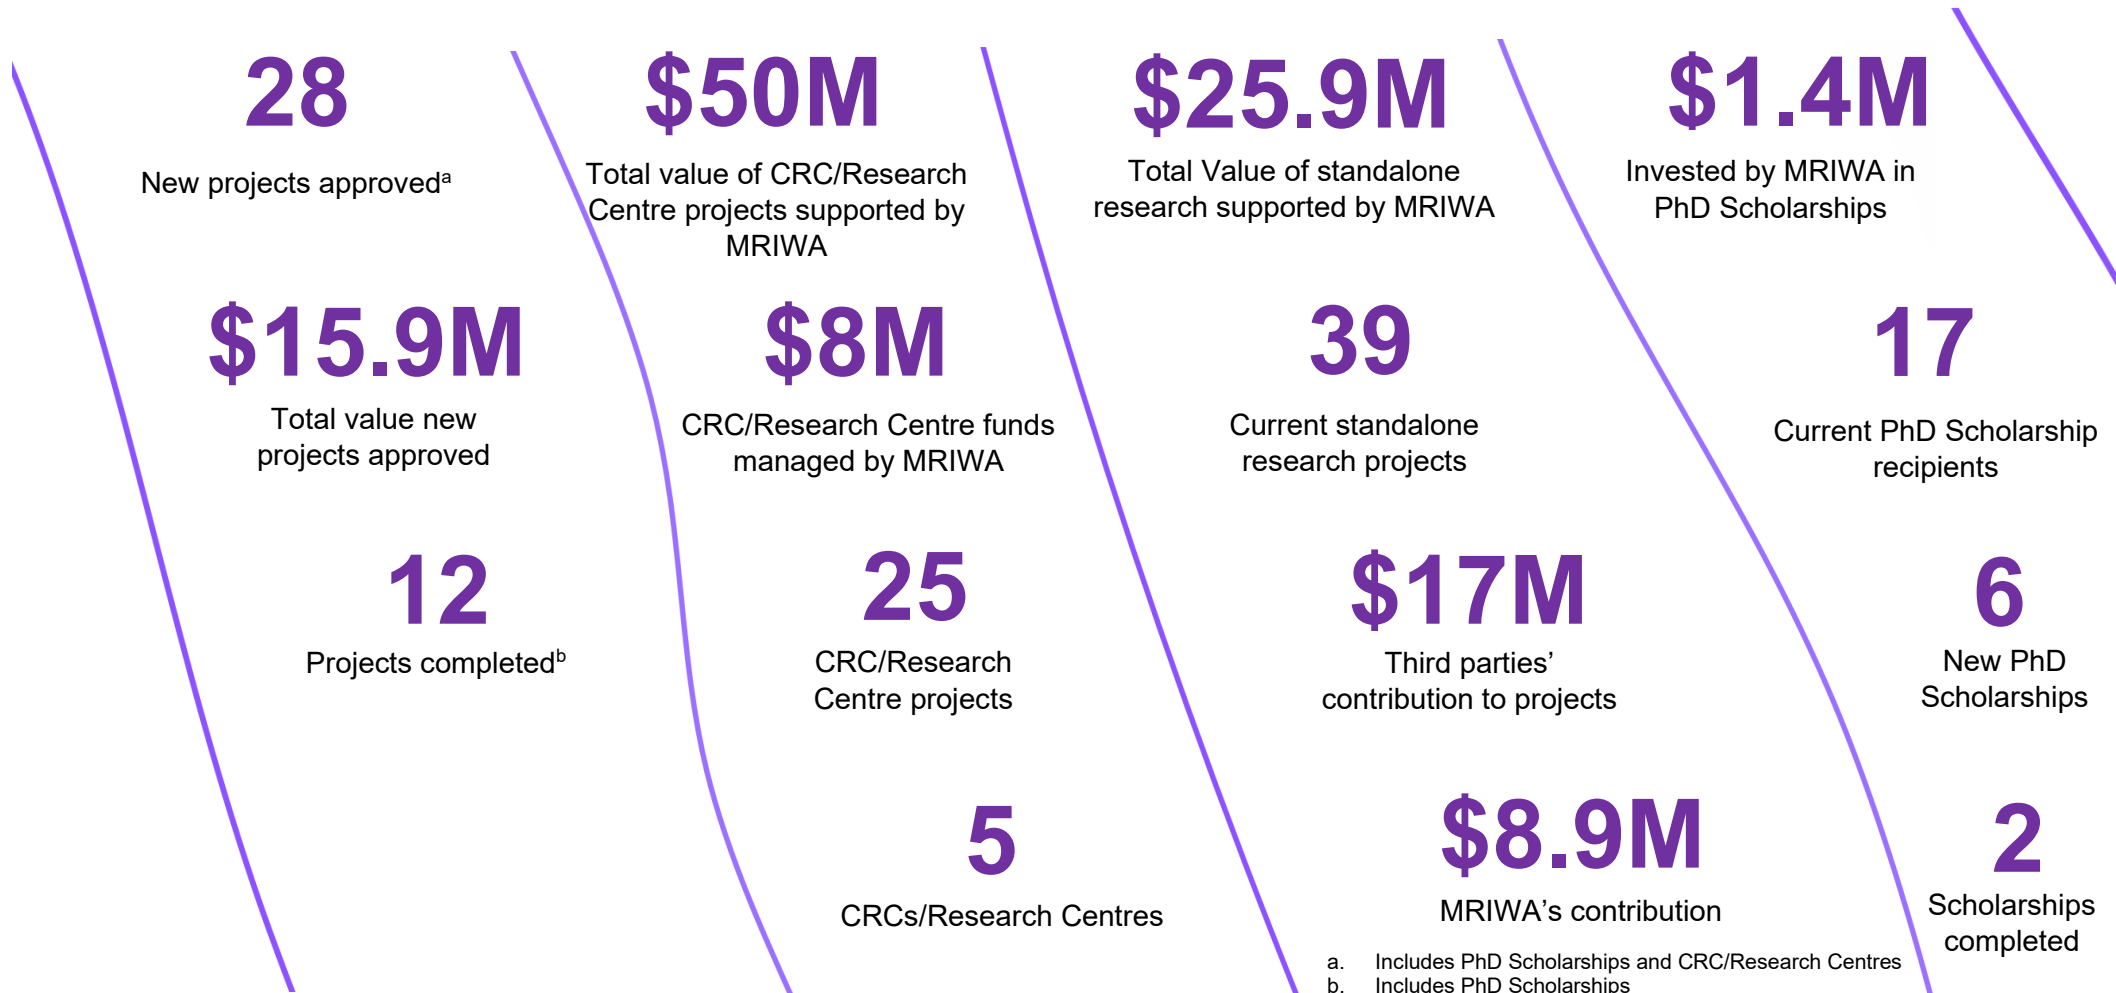 28
New projects approvedᵃ
$15.9M
Total value new
projects approved
12
Projects completedᵇ
$50M
Total value of CRC/Research
Centre projects supported by
MRIWA
$8M
CRC/Research Centre funds
managed by MRIWA
25
CRC/Research
Centre projects
5
CRCs/Research Centres
$25.9M
Total Value of standalone
research supported by MRIWA
39
Current standalone
research projects
$17M
Third parties’
contribution to projects
$8.9M
MRIWA’s contribution
$1.4M
Invested by MRIWA in
PhD Scholarships
17
Current PhD Scholarship
recipients
6
New PhD
Scholarships
2
Scholarships
completed
a. Includes PhD Scholarships and CRC/Research Centres
b. Includes PhD Scholarships